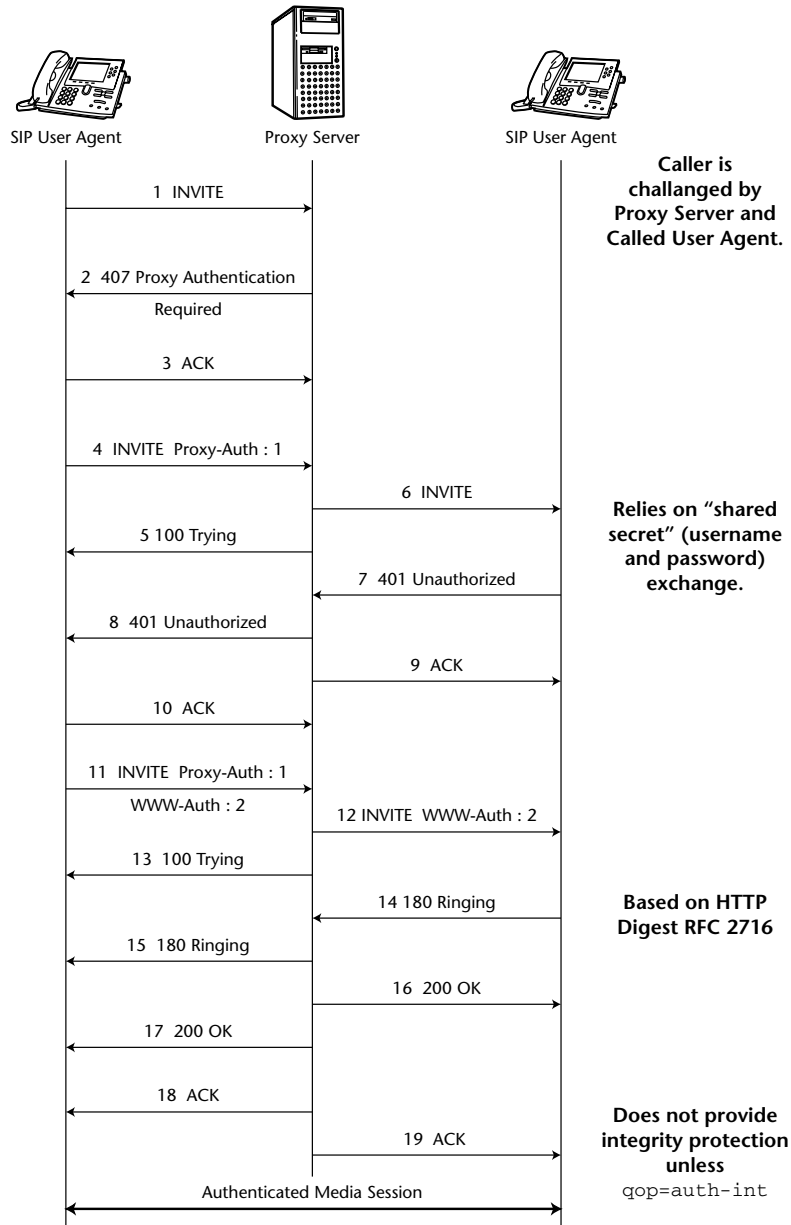 SIP User Agent
Proxy Server
SIP User Agent
Caller is
challanged by
Proxy Server and
Called User Agent.
1 INVITE
2 407 Proxy Authentication
Required
3 ACK
4 INVITE Proxy-Auth : 1
6 INVITE
Relies on “shared
secret” (username
and password)
exchange.
5 100 Trying
7 401 Unauthorized
8 401 Unauthorized
9 ACK
10 ACK
11 INVITE Proxy-Auth : 1
WWW-Auth : 2
12 INVITE WWW-Auth : 2
13 100 Trying
14 180 Ringing
Based on HTTP
Digest RFC 2716
15 180 Ringing
16 200 OK
17 200 OK
18 ACK
19 ACK
Does not provide
integrity protection
unless
qop=auth-int
Authenticated Media Session